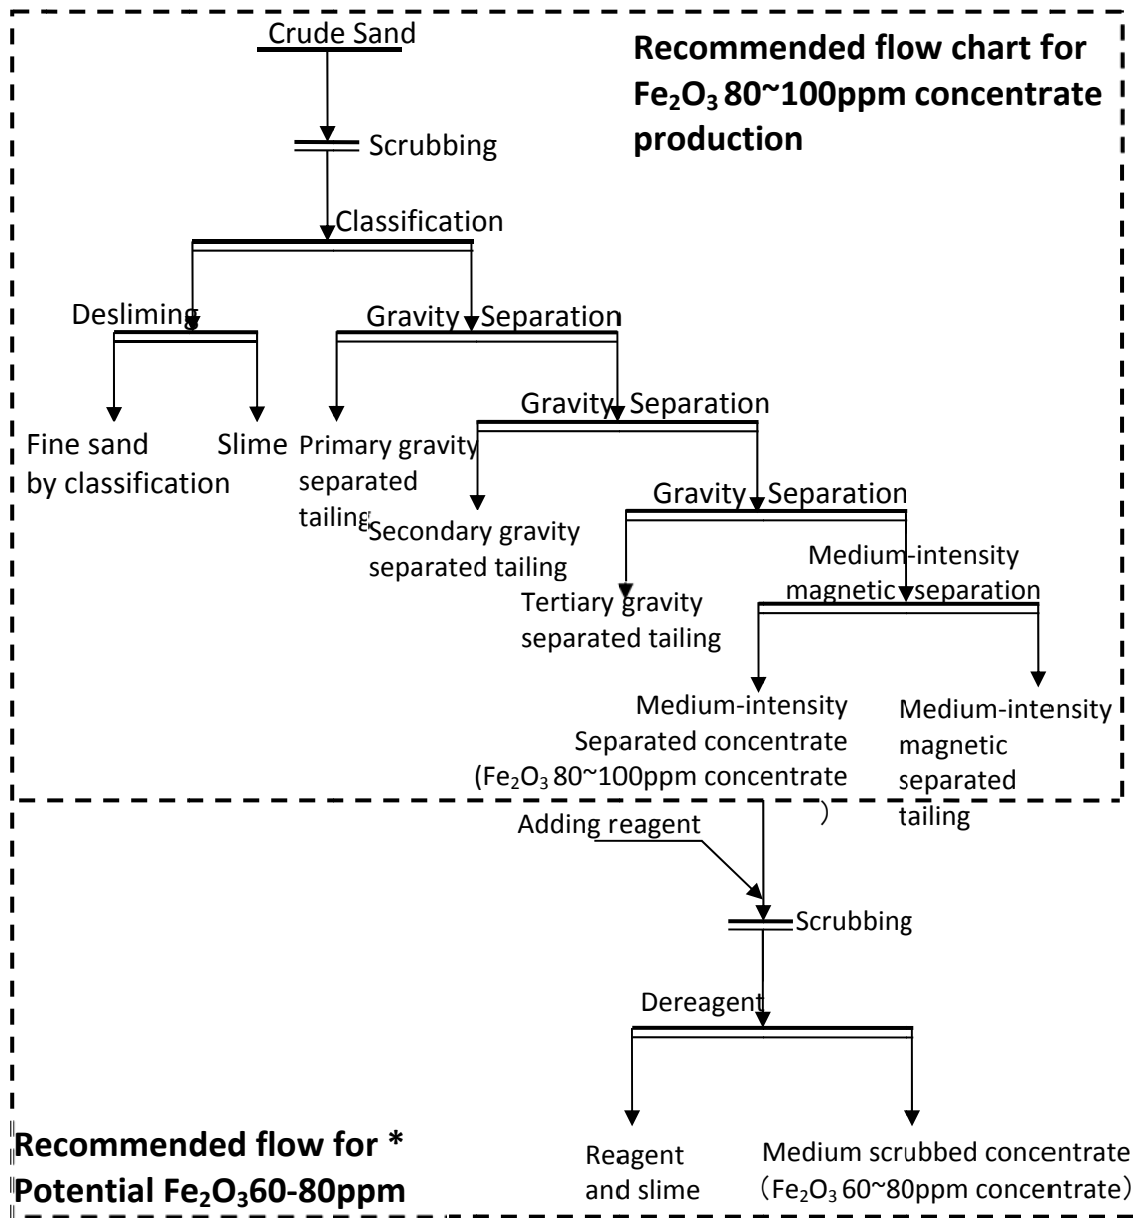 Crude Sand
Recommended flow chart for
Fe₂O₃ 80~100ppm concentrate
production
Scrubbing
Classification
Desliming
Gravity Separation
Gravity Separation
Fine sand
by classification
Slime
Primary gravity
separated
tailing
Gravity Separation
Secondary gravity
separated tailing
Medium-intensity
magnetic separation
Tertiary gravity
separated tailing
Medium-intensity
Separated concentrate
(Fe₂O₃ 80~100ppm concentrate
)
Medium-intensity
magnetic
separated
tailing
Adding reagent
Scrubbing
Dereagent
Recommended flow for *
Potential Fe₂O₃60-80ppm
Reagent
and slime
Medium scrubbed concentrate
(Fe₂O₃ 60~80ppm concentrate)